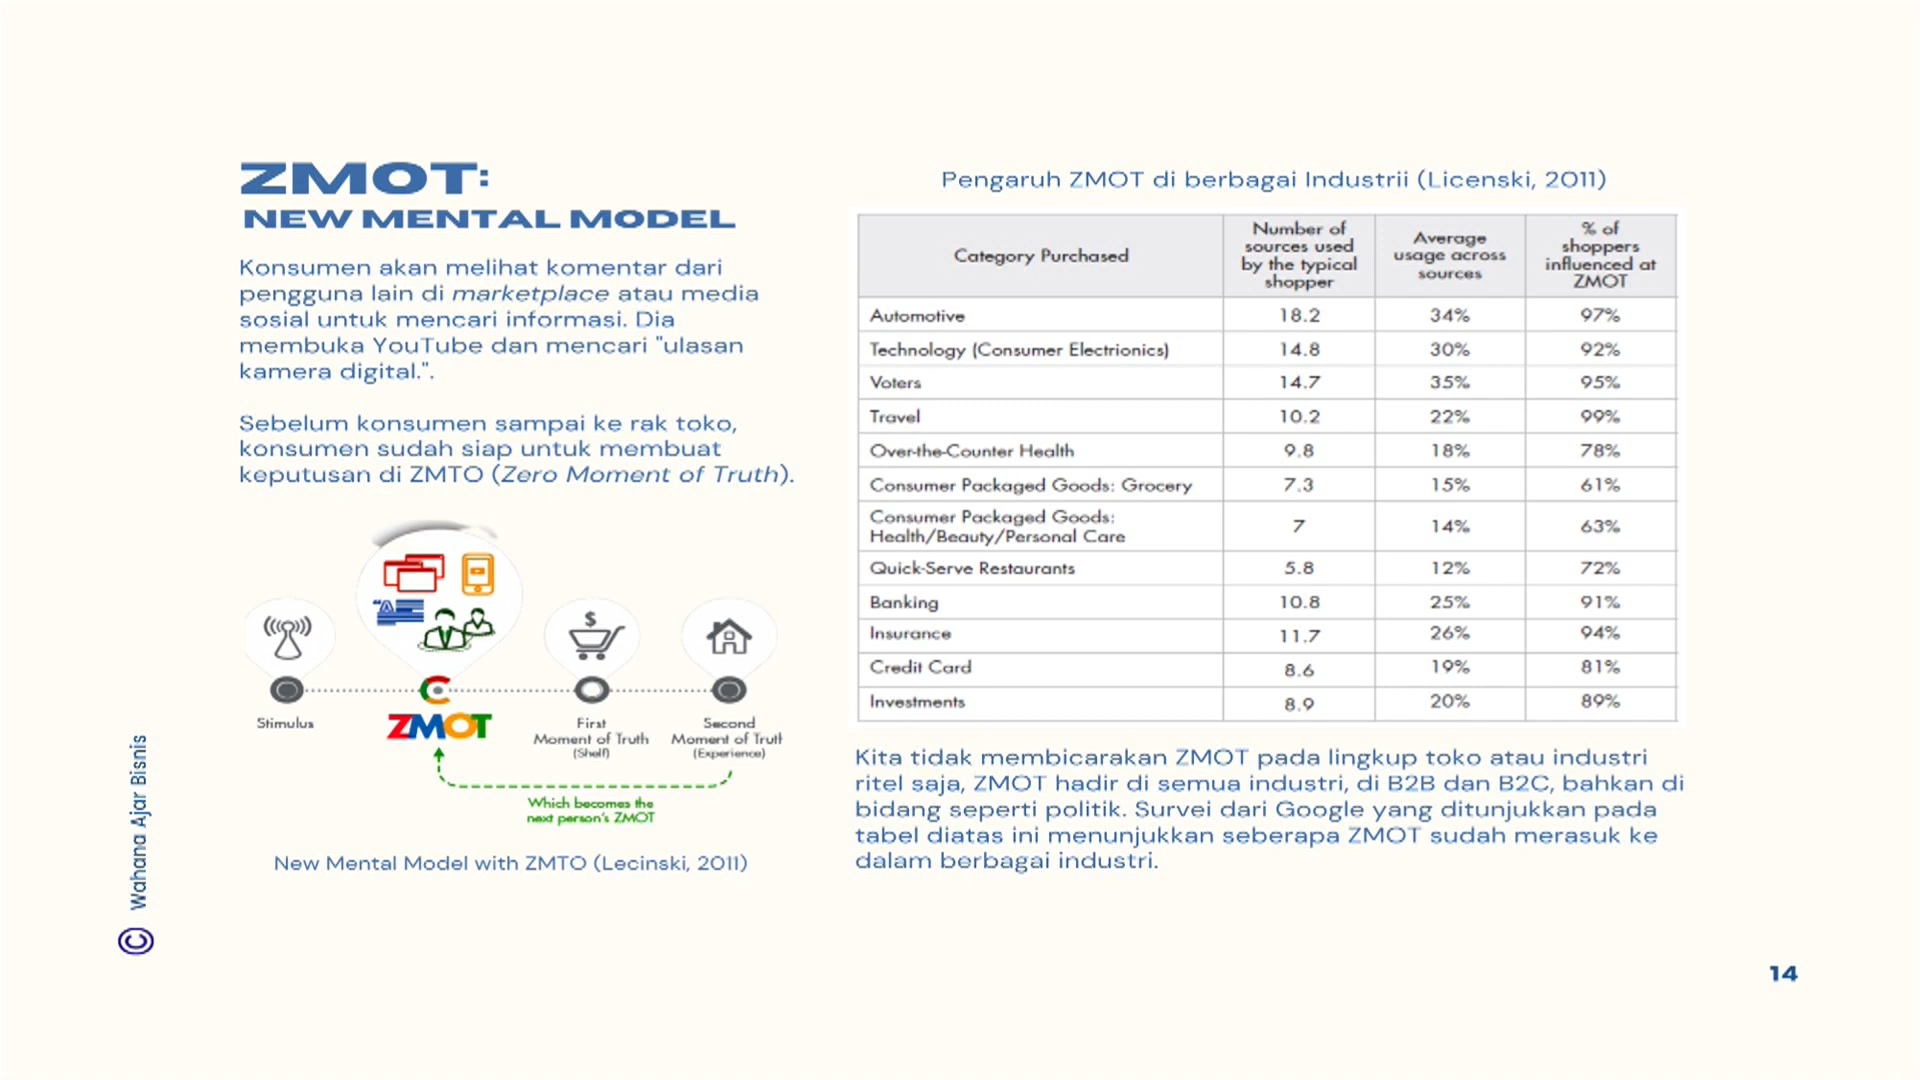 ZMOT:
NEW MENTAL MODEL
Konsumen akan melihat komentar dari
pengguna lain di marketplace atau media
sosial untuk mencari informasi. Dia
membuka YouTube dan mencari "ulasan
kamera digital.".
Sebelum konsumen sampai ke rak toko,
konsumen sudah siap untuk membuat
keputusan di ZMTO (Zero Moment of Truth).
Stimulus
ZMOT
First
Moment of Truth
(Shelf)
Second
Moment of Truth
(Experience)
Which becomes the
next person's ZMOT
New Mental Model with ZMTO (Lecinski, 2011)
Pengaruh ZMOT di berbagai Industrii (Licenski, 2011)
Category Purchased
Number of
sources used
by the typical
shopper
Average
usage across
sources
% of
shoppers
influenced at
ZMOT
Automotive 18.2 34% 97%
Technology (Consumer Electrionics) 14.8 30% 92%
Voters 14.7 35% 95%
Travel 10.2 22% 99%
Over-the-Counter Health 9.8 18% 78%
Consumer Packaged Goods: Grocery 7.3 15% 61%
Consumer Packaged Goods:
Health/Beauty/Personal Care 7 14% 63%
Quick-Serve Restaurants 5.8 12% 72%
Banking 10.8 25% 91%
Insurance 11.7 26% 94%
Credit Card 8.6 19% 81%
Investments 8.9 20% 89%
Kita tidak membicarakan ZMOT pada lingkup toko atau industri
ritel saja, ZMOT hadir di semua industri, di B2B dan B2C, bahkan di
bidang seperti politik. Survei dari Google yang ditunjukkan pada
tabel diatas ini menunjukkan seberapa ZMOT sudah merasuk ke
dalam berbagai industri.
© Wahana Ajar Bisnis
14